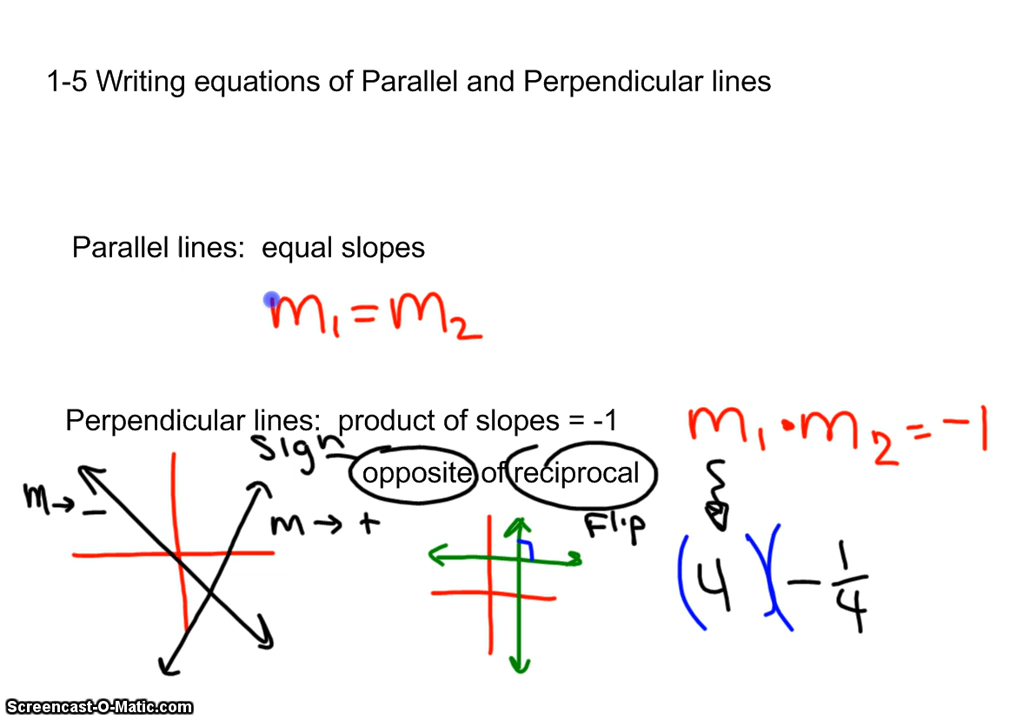 1-5 Writing equations of Parallel and Perpendicular lines
Parallel lines: equal slopes
m₁ = m₂
Perpendicular lines: product of slopes = -1
m₁ · m₂ = -1
sign
opposite of reciprocal
m → -
m → +
Flip
(4)(-1/4)
Screencast-O-Matic.com